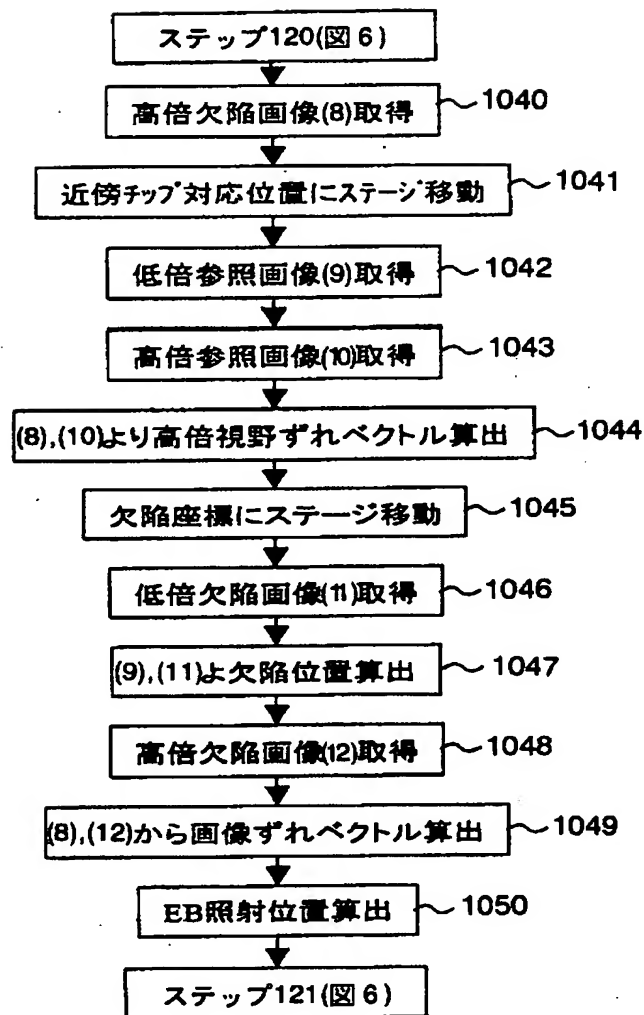 ステップ120(図6)
高倍欠陥画像(8)取得 1040
近傍チップ対応位置にステージ移動 1041
低倍参照画像(9)取得 1042
高倍参照画像(10)取得 1043
(8),(10)より高倍視野ずれベクトル算出 1044
欠陥座標にステージ移動 1045
低倍欠陥画像(11)取得 1046
(9),(11)よ欠陥位置算出 1047
高倍欠陥画像(12)取得 1048
(8),(12)から画像ずれベクトル算出 1049
EB照射位置算出 1050
ステップ121(図6)